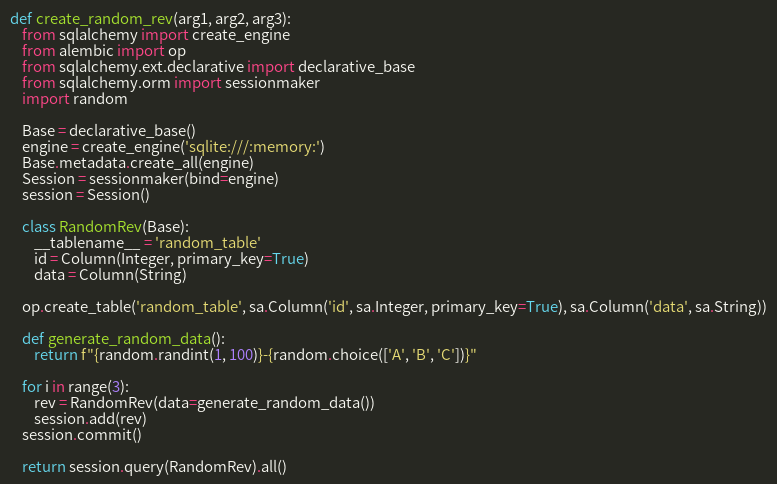 def create_random_rev(arg1, arg2, arg3):
from sqlalchemy import create_engine
from alembic import op
from sqlalchemy.ext.declarative import declarative_base
from sqlalchemy.orm import sessionmaker
import random
Base = declarative_base()
engine = create_engine('sqlite:///:memory:')
Base.metadata.create_all(engine)
Session = sessionmaker(bind=engine)
session = Session()
class RandomRev(Base):
__tablename__ = 'random_table'
id = Column(Integer, primary_key=True)
data = Column(String)
op.create_table('random_table', sa.Column('id', sa.Integer, primary_key=True), sa.Column('data', sa.String))
def generate_random_data():
return f"{random.randint(1, 100)}-{random.choice(['A', 'B', 'C'])}"
for i in range(3):
rev = RandomRev(data=generate_random_data())
session.add(rev)
session.commit()
return session.query(RandomRev).all()